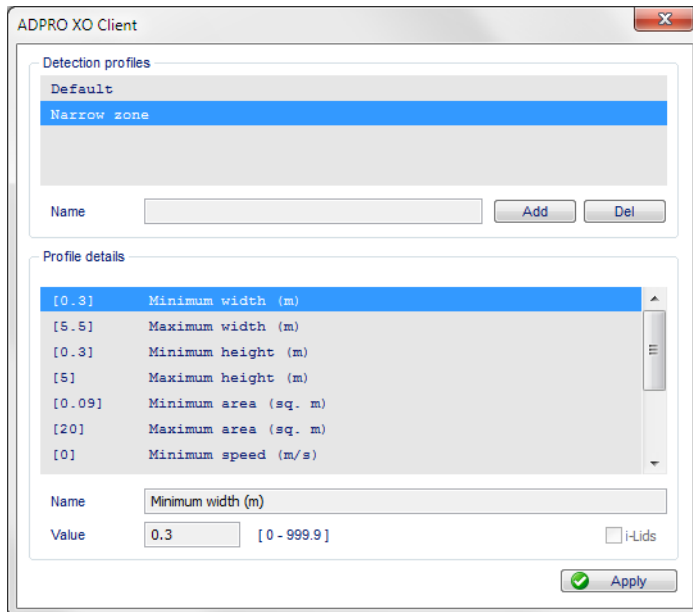 ADPRO XO Client
Detection profiles
Default
Narrow zone
Name Add Del
Profile details
[0.3] Minimum width (m)
[5.5] Maximum width (m)
[0.3] Minimum height (m)
[5] Maximum height (m)
[0.09] Minimum area (sq. m)
[20] Maximum area (sq. m)
[0] Minimum speed (m/s)
Name Minimum width (m)
Value 0.3 [ 0 - 999.9 ] i-Lids
Apply